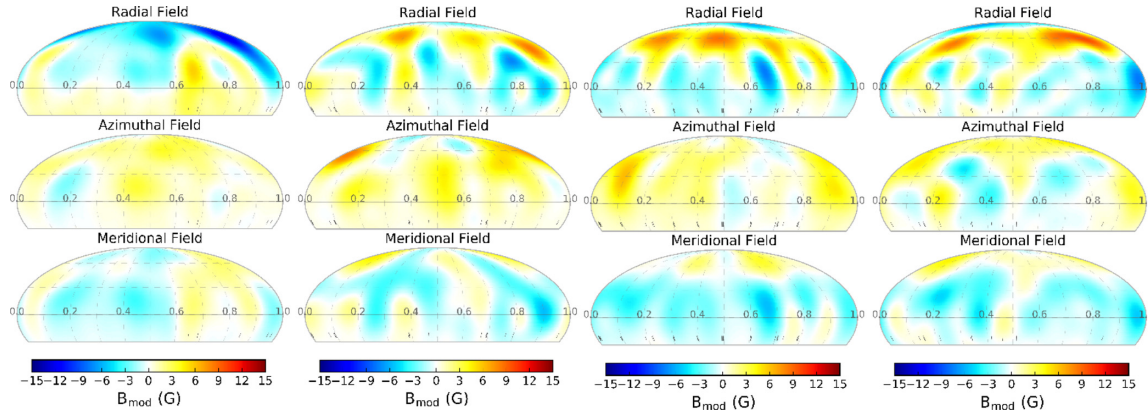 Radial Field Radial Field Radial Field Radial Field
0.0 0.2 0.4 0.6 0.8 1.0 0.0 0.2 0.4 0.6 0.8 1.0 0.0 0.2 0.4 0.6 0.8 1.0 0.0 0.2 0.4 0.6 0.8 1.0
Azimuthal Field Azimuthal Field Azimuthal Field Azimuthal Field
0.0 0.2 0.4 0.6 0.8 1.0 0.0 0.2 0.4 0.6 0.8 1.0 0.0 0.2 0.4 0.6 0.8 1.0 0.0 0.2 0.4 0.6 0.8 1.0
Meridional Field Meridional Field Meridional Field Meridional Field
0.0 0.2 0.4 0.6 0.8 1.0 0.0 0.2 0.4 0.6 0.8 1.0 0.0 0.2 0.4 0.6 0.8 1.0 0.0 0.2 0.4 0.6 0.8 1.0
−15−12 −9 −6 −3 0 3 6 9 12 15 −15−12 −9 −6 −3 0 3 6 9 12 15 −15−12 −9 −6 −3 0 3 6 9 12 15 −15−12 −9 −6 −3 0 3 6 9 12 15
Bmod (G) Bmod (G) Bmod (G) Bmod (G)